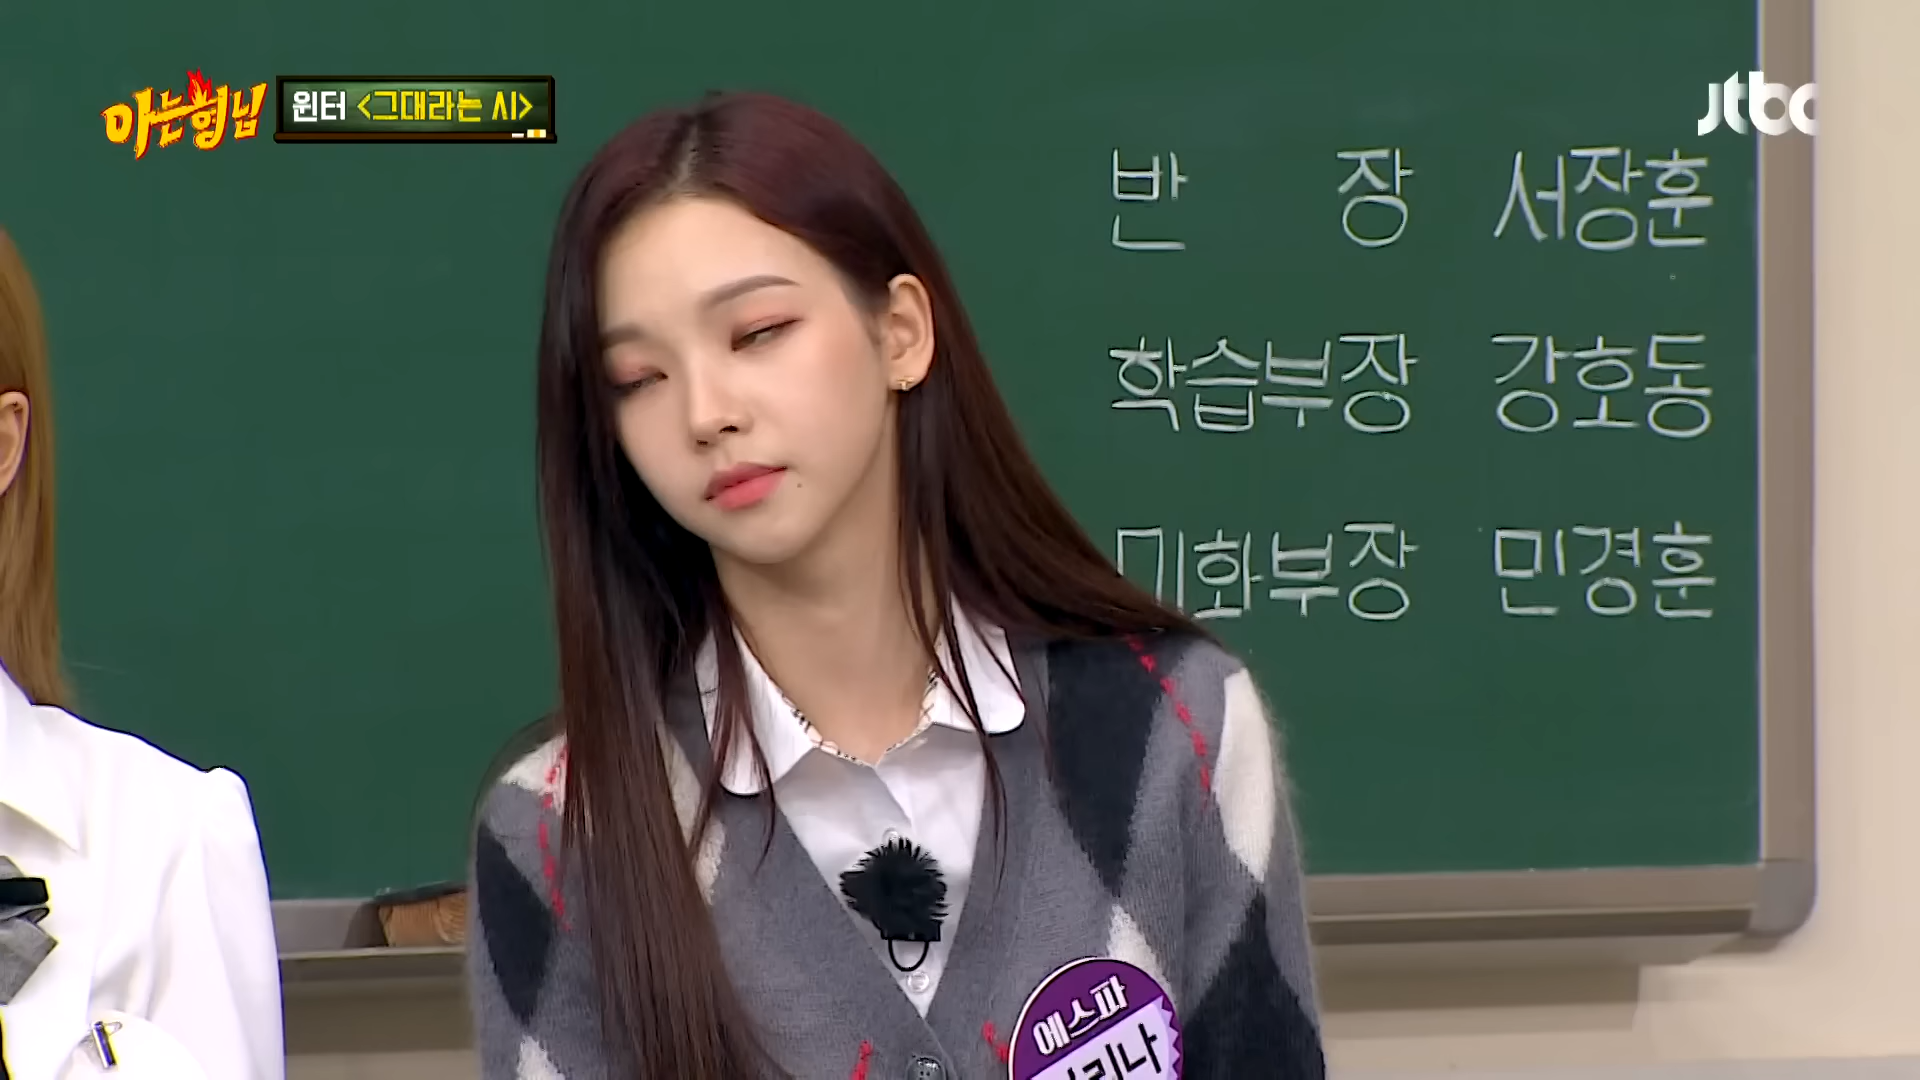 아는형님
윈터 <그대라는 시>
jtbc
반 장 서장훈
학습부장 강호동
미화부장 민경훈
에스파